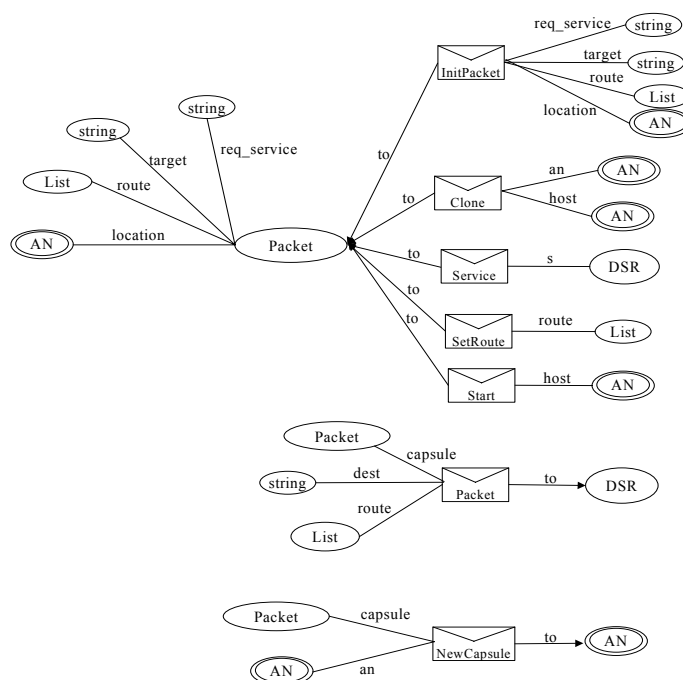 req_service
string
target
string
InitPacket
route
List
location
AN
string
string
req_service
target
to
List
route
an
AN
to
Clone
host
AN
AN
location
Packet
to
Service
s
DSR
to
SetRoute
route
List
to
Start
host
AN
Packet
capsule
string
dest
Packet
to
DSR
route
List
Packet
capsule
NewCapsule
to
AN
AN
an